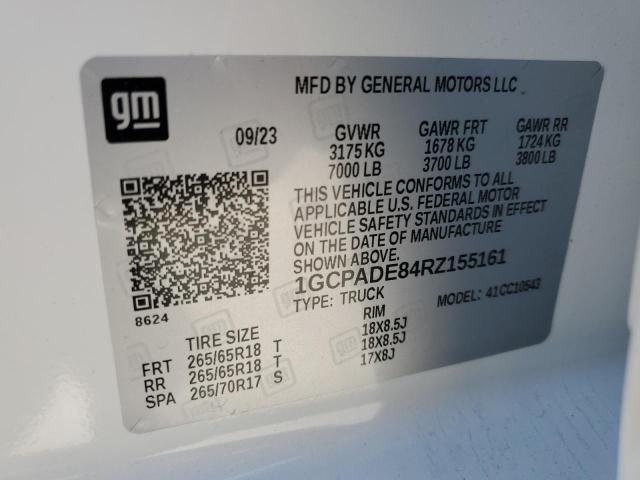 gm
MFD BY GENERAL MOTORS LLC
09/23 GVWR GAWR FRT GAWR RR
3175 KG 1678 KG 1724 KG
7000 LB 3700 LB 3800 LB
THIS VEHICLE CONFORMS TO ALL
APPLICABLE U.S. FEDERAL MOTOR
VEHICLE SAFETY STANDARDS IN EFFECT
ON THE DATE OF MANUFACTURE
SHOWN ABOVE.
1GCPADE84RZ155161
TYPE: TRUCK MODEL: 41CC10543
8624
TIRE SIZE RIM
FRT 265/65R18 T 18X8.5J
RR 265/65R18 T 18X8.5J
SPA 265/70R17 S 17X8J